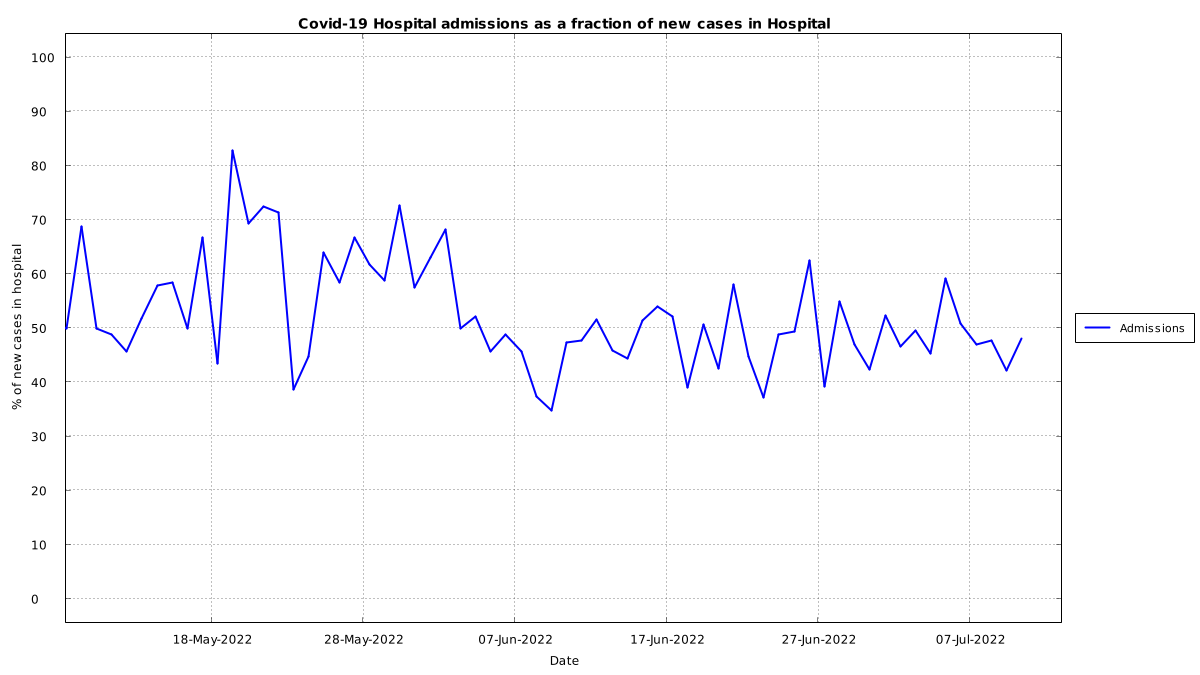 Covid-19 Hospital admissions as a fraction of new cases in Hospital
100
90
80
70
60
50
40
30
20
10
0
% of new cases in hospital
18-May-2022
28-May-2022
07-Jun-2022
17-Jun-2022
27-Jun-2022
07-Jul-2022
Date
Admissions